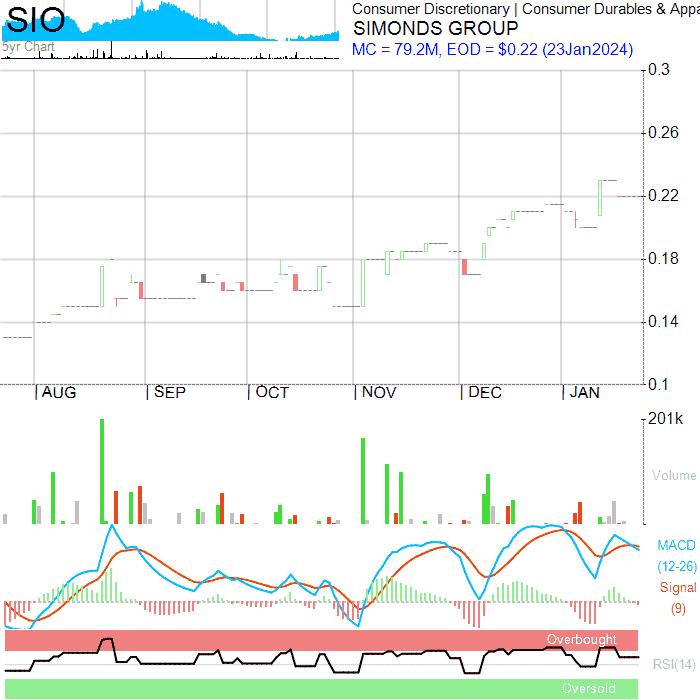 SIO
Consumer Discretionary | Consumer Durables & Appa
SIMONDS GROUP
5yr Chart
MC = 79.2M, EOD = $0.22 (23Jan2024)
0.3
0.26
0.22
0.18
0.14
0.1
AUG SEP OCT NOV DEC JAN
201k
Volume
MACD
(12-26)
Signal
(9)
Overbought
RSI(14)
Oversold